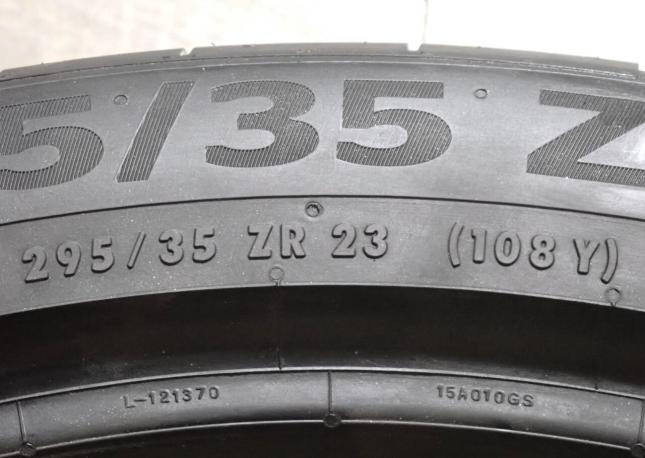 5/35 Z
295/35 ZR 23 (108 Y)
L-121370 15A010GS